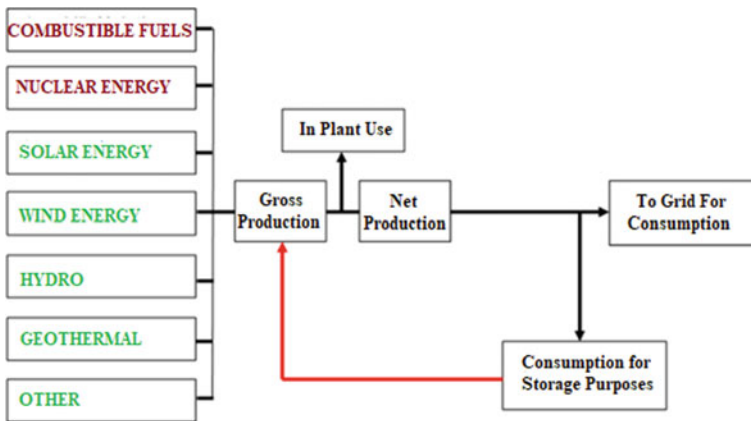 COMBUSTIBLE FUELS
NUCLEAR ENERGY
SOLAR ENERGY
WIND ENERGY
HYDRO
GEOTHERMAL
OTHER
Gross
Production
In Plant Use
Net
Production
To Grid For
Consumption
Consumption for
Storage Purposes